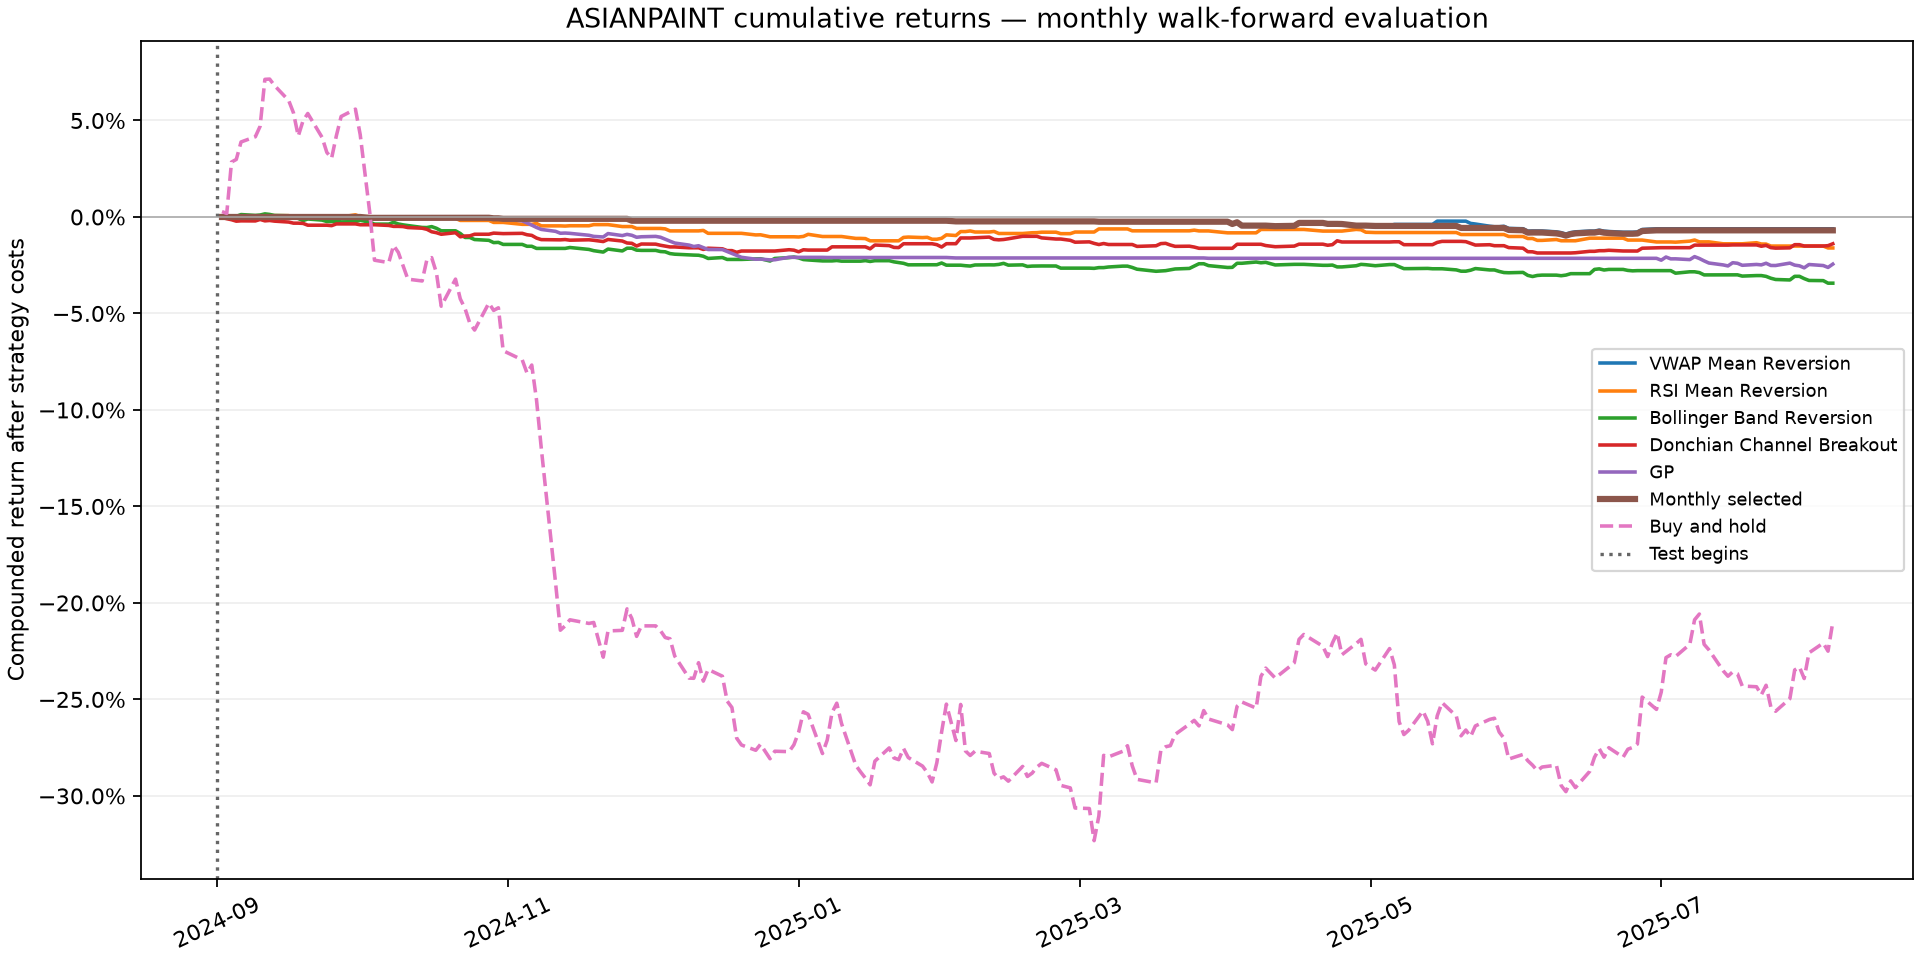 ASIANPAINT cumulative returns — monthly walk-forward evaluation
Compounded return after strategy costs
5.0%
0.0%
−5.0%
−10.0%
−15.0%
−20.0%
−25.0%
−30.0%
VWAP Mean Reversion
RSI Mean Reversion
Bollinger Band Reversion
Donchian Channel Breakout
GP
Monthly selected
Buy and hold
Test begins
2024-09
2024-11
2025-01
2025-03
2025-05
2025-07